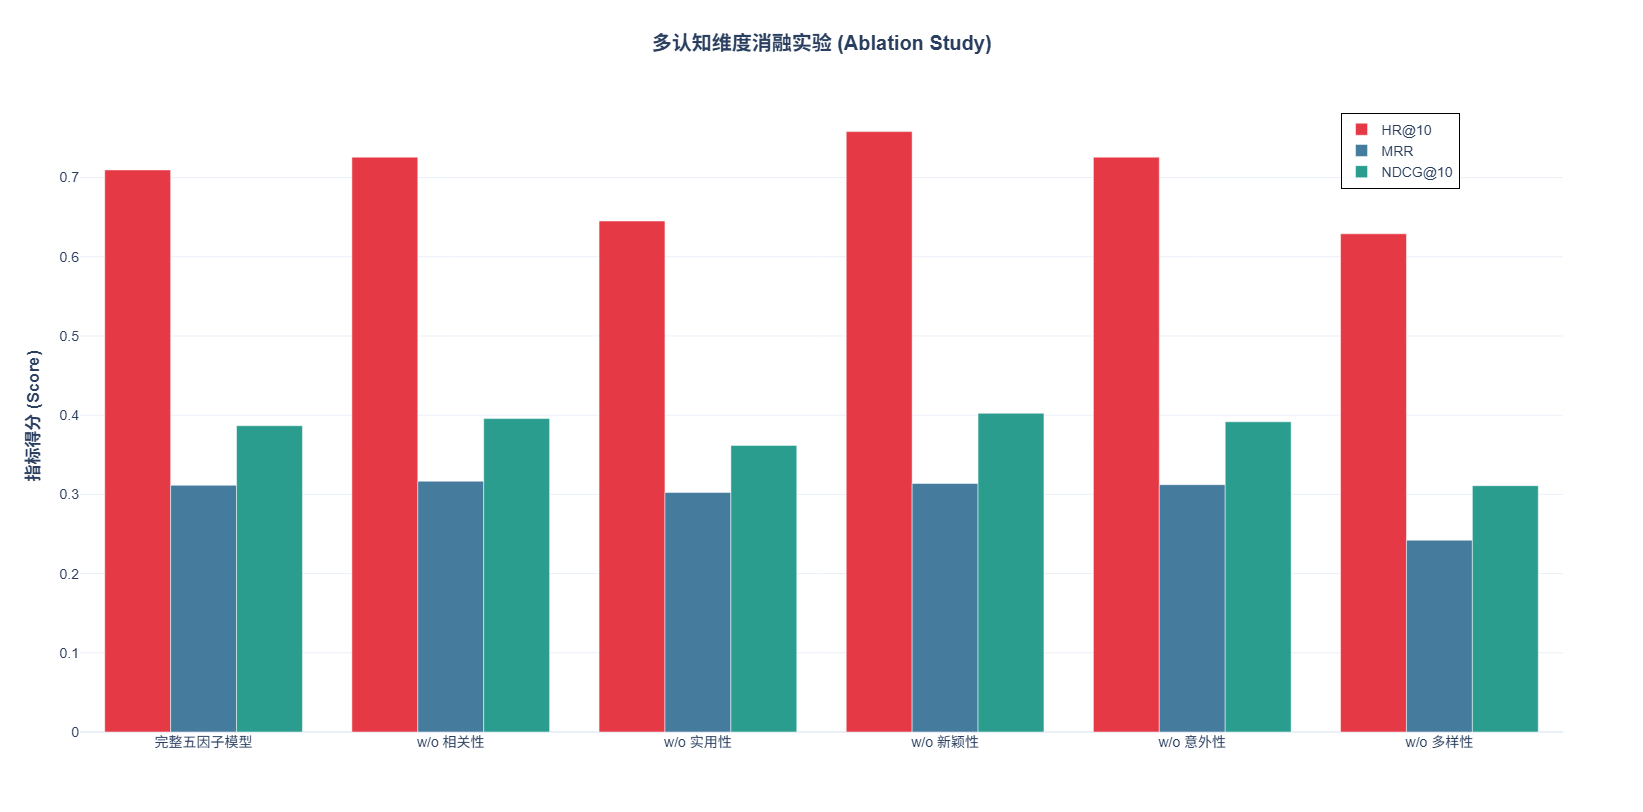 多认知维度消融实验 (Ablation Study)
HR@10
MRR
NDCG@10
指标得分 (Score)
0.7
0.6
0.5
0.4
0.3
0.2
0.1
0
完整五因子模型
w/o 相关性
w/o 实用性
w/o 新颖性
w/o 意外性
w/o 多样性